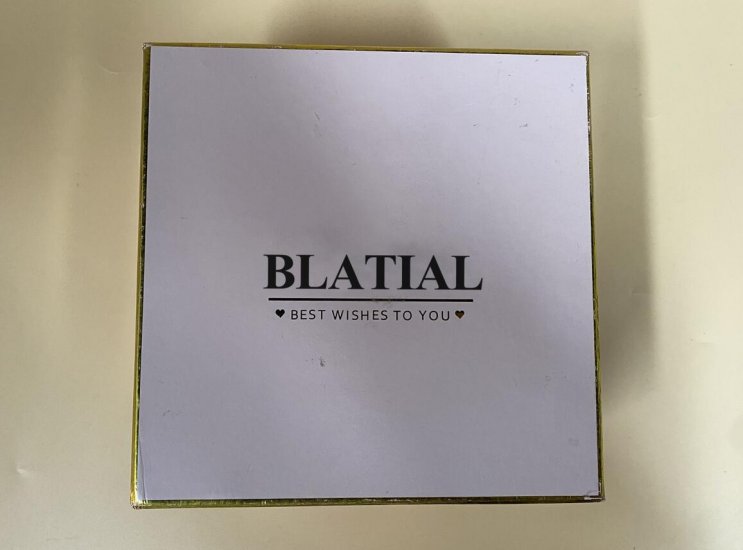 BLATIAL
♥ BEST WISHES TO YOU ♥